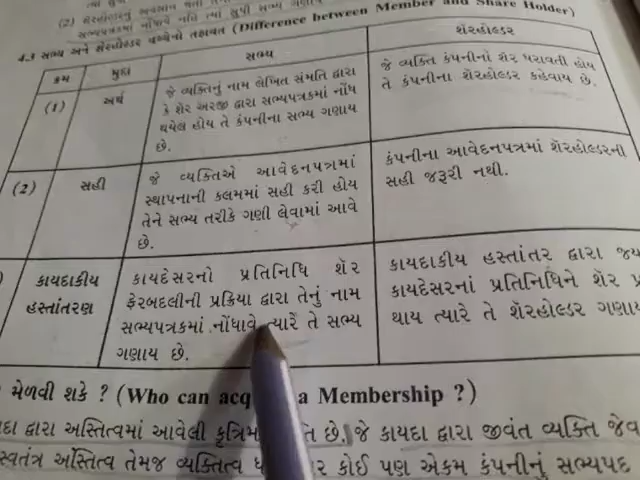 (2) શેરહોલ્ડરનું અવસાન થતાં
સભ્યપત્રકમાં નોંધાય નહિ ત્યાં સુધી સભ્ય ગણાય
4.3 સભ્ય અને શેરહોલ્ડર વચ્ચેનો તફાવત (Difference between Member and Share Holder)
ક્રમ મુદ્દા સભ્ય શૅરહોલ્ડર
(1) અર્થ
જે વ્યક્તિનું નામ લેખિત સંમતિ દ્વારા
કે શેર અરજી દ્વારા સભ્યપત્રકમાં નોંધ
થયેલ હોય તે કંપનીના સભ્ય ગણાય
છે.
જે વ્યક્તિ કંપનીનો શૅર ધરાવતી હોય
તે કંપનીના શેરહોલ્ડર કહેવાય છે.
(2) સહી
જે વ્યક્તિએ આવેદનપત્રમાં
સ્થાપનાની કલમમાં સહી કરી હોય
તેને સભ્ય તરીકે ગણી લેવામાં આવે
છે.
કંપનીના આવેદનપત્રમાં શૅરહોલ્ડરની
સહી જરૂરી નથી.
કાયદાકીય
હસ્તાંતરણ
કાયદેસરનો પ્રતિનિધિ શૅર
ફેરબદલીની પ્રક્રિયા દ્વારા તેનું નામ
સભ્યપત્રકમાં નોંધાવે ત્યારે તે સભ્ય
ગણાય છે.
કાયદાકીય હસ્તાંતર દ્વારા જ્ય
કાયદેસરનાં પ્રતિનિધિને શૅર પ્ર
થાય ત્યારે તે શૅરહોલ્ડર ગણાય
મેળવી શકે ? (Who can acq a Membership ?)
દા દ્વારા અસ્તિત્વમાં આવેલી કૃત્રિમ તિ છે. જે કાયદા દ્વારા જીવંત વ્યક્તિ જેવ
સ્વતંત્ર અસ્તિત્વ તેમજ વ્યક્તિત્વ ધ ર કોઈ પણ એકમ કંપનીનું સભ્યપદ